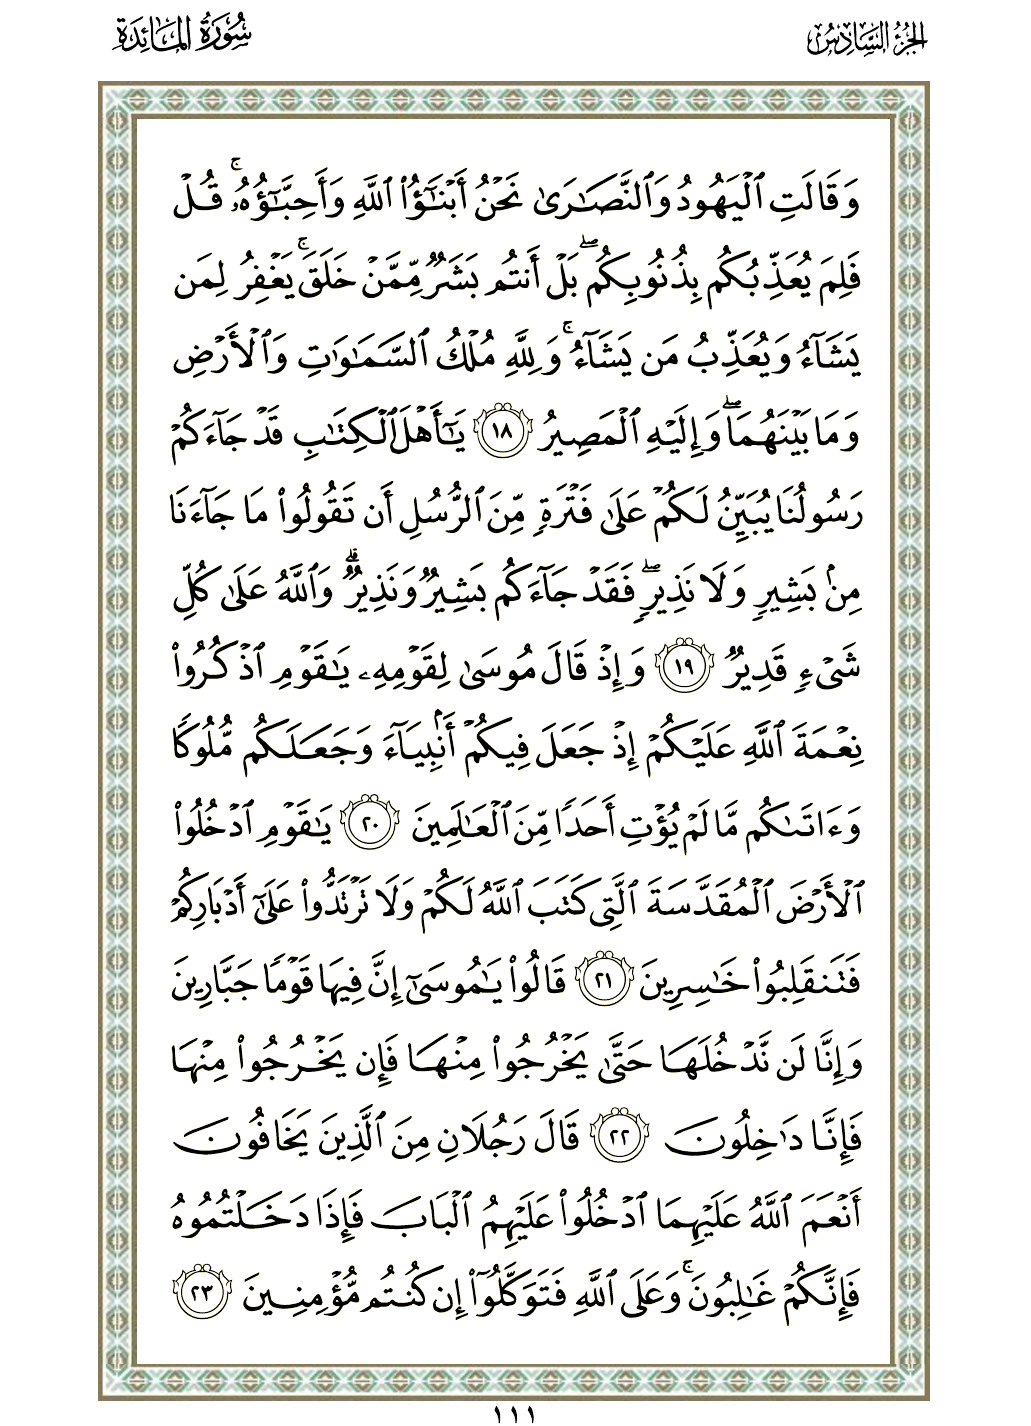 الجزء السادس
سورة المائدة
وَقَالَتِ ٱلۡيَهُودُ وَٱلنَّصَٰرَىٰ نَحۡنُ أَبۡنَٰٓؤُاْ ٱللَّهِ وَأَحِبَّٰٓؤُهُۥۚ قُلۡ
فَلِمَ يُعَذِّبُكُم بِذُنُوبِكُمۖ بَلۡ أَنتُم بَشَرٞ مِّمَّنۡ خَلَقَۚ يَغۡفِرُ لِمَن
يَشَآءُ وَيُعَذِّبُ مَن يَشَآءُۚ وَلِلَّهِ مُلۡكُ ٱلسَّمَٰوَٰتِ وَٱلۡأَرۡضِ
وَمَا بَيۡنَهُمَاۖ وَإِلَيۡهِ ٱلۡمَصِيرُ ١٨ يَٰٓأَهۡلَ ٱلۡكِتَٰبِ قَدۡ جَآءَكُمۡ
رَسُولُنَا يُبَيِّنُ لَكُمۡ عَلَىٰ فَتۡرَةٖ مِّنَ ٱلرُّسُلِ أَن تَقُولُواْ مَا جَآءَنَا
مِنۢ بَشِيرٖ وَلَا نَذِيرٖۖ فَقَدۡ جَآءَكُم بَشِيرٞ وَنَذِيرٞۗ وَٱللَّهُ عَلَىٰ كُلِّ
شَيۡءٖ قَدِيرٞ ١٩ وَإِذۡ قَالَ مُوسَىٰ لِقَوۡمِهِۦ يَٰقَوۡمِ ٱذۡكُرُواْ
نِعۡمَةَ ٱللَّهِ عَلَيۡكُمۡ إِذۡ جَعَلَ فِيكُمۡ أَنۢبِيَآءَ وَجَعَلَكُم مُّلُوكٗا
وَءَاتَىٰكُم مَّا لَمۡ يُؤۡتِ أَحَدٗا مِّنَ ٱلۡعَٰلَمِينَ ٢٠ يَٰقَوۡمِ ٱدۡخُلُواْ
ٱلۡأَرۡضَ ٱلۡمُقَدَّسَةَ ٱلَّتِي كَتَبَ ٱللَّهُ لَكُمۡ وَلَا تَرۡتَدُّواْ عَلَىٰٓ أَدۡبَارِكُمۡ
فَتَنقَلِبُواْ خَٰسِرِينَ ٢١ قَالُواْ يَٰمُوسَىٰٓ إِنَّ فِيهَا قَوۡمٗا جَبَّارِينَ
وَإِنَّا لَن نَّدۡخُلَهَا حَتَّىٰ يَخۡرُجُواْ مِنۡهَا فَإِن يَخۡرُجُواْ مِنۡهَا
فَإِنَّا دَٰخِلُونَ ٢٢ قَالَ رَجُلَانِ مِنَ ٱلَّذِينَ يَخَافُونَ
أَنۡعَمَ ٱللَّهُ عَلَيۡهِمَا ٱدۡخُلُواْ عَلَيۡهِمُ ٱلۡبَابَ فَإِذَا دَخَلۡتُمُوهُ
فَإِنَّكُمۡ غَٰلِبُونَۚ وَعَلَى ٱللَّهِ فَتَوَكَّلُوٓاْ إِن كُنتُم مُّؤۡمِنِينَ ٢٣
١١١